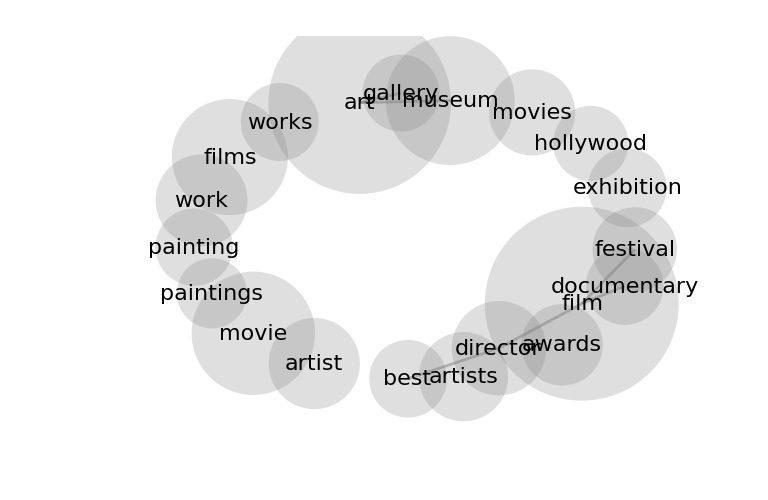 gallery
art
museum
movies
works
hollywood
films
exhibition
work
painting
festival
documentary
paintings
film
movie
director
awards
artist
best
artists